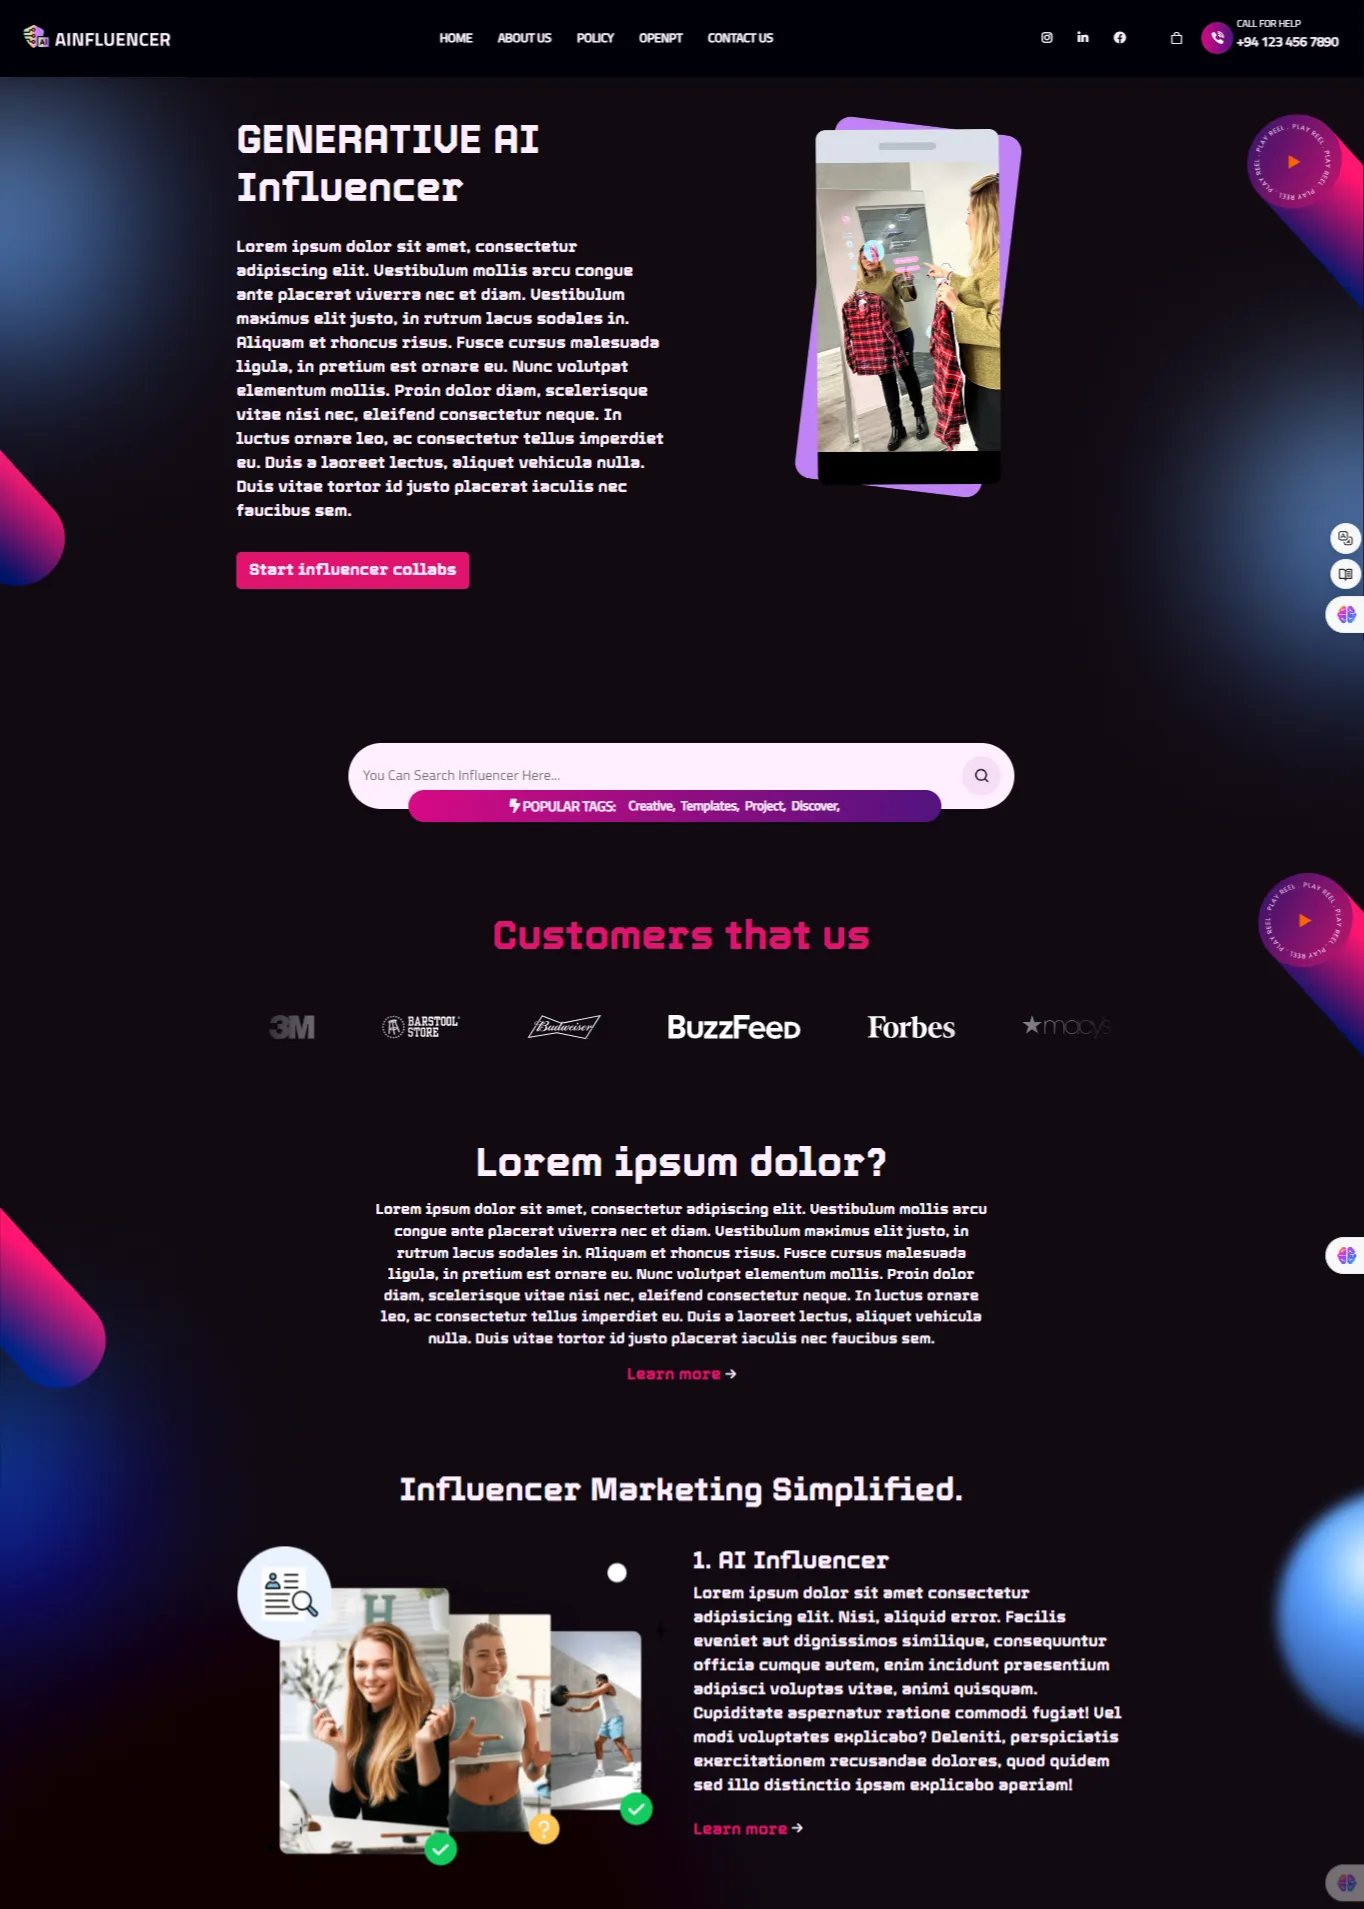 AINFLUENCER
HOME ABOUT US POLICY OPENPT CONTACT US
CALL FOR HELP
+94 123 456 7890
GENERATIVE AI
Influencer
Lorem ipsum dolor sit amet, consectetur
adipiscing elit. Vestibulum mollis arcu congue
ante placerat viverra nec et diam. Vestibulum
maximus elit justo, in rutrum lacus sodales in.
Aliquam et rhoncus risus. Fusce cursus malesuada
ligula, in pretium est ornare eu. Nunc volutpat
elementum mollis. Proin dolor diam, scelerisque
vitae nisi nec, eleifend consectetur neque. In
luctus ornare leo, ac consectetur tellus imperdiet
eu. Duis a laoreet lectus, aliquet vehicula nulla.
Duis vitae tortor id justo placerat iaculis nec
faucibus sem.
Start influencer collabs
PLAY REEL . PLAY REEL . PLAY REEL . PLAY REEL .
You Can Search Influencer Here...
POPULAR TAGS: Creative, Templates, Project, Discover,
PLAY REEL . PLAY REEL . PLAY REEL . PLAY REEL .
Customers that us
3M
BARSTOOL
STORE
Budweiser
BuzzFeed
Forbes
macy's
Lorem ipsum dolor?
Lorem ipsum dolor sit amet, consectetur adipiscing elit. Vestibulum mollis arcu
congue ante placerat viverra nec et diam. Vestibulum maximus elit justo, in
rutrum lacus sodales in. Aliquam et rhoncus risus. Fusce cursus malesuada
ligula, in pretium est ornare eu. Nunc volutpat elementum mollis. Proin dolor
diam, scelerisque vitae nisi nec, eleifend consectetur neque. In luctus ornare
leo, ac consectetur tellus imperdiet eu. Duis a laoreet lectus, aliquet vehicula
nulla. Duis vitae tortor id justo placerat iaculis nec faucibus sem.
Learn more →
Influencer Marketing Simplified.
H
1. AI Influencer
Lorem ipsum dolor sit amet consectetur
adipisicing elit. Nisi, aliquid error. Facilis
eveniet aut dignissimos similique, consequuntur
officia cumque autem, enim incidunt praesentium
adipisci voluptas vitae, animi quisquam.
Cupiditate aspernatur ratione commodi fugiat! Vel
modi voluptates explicabo? Deleniti, perspiciatis
exercitationem recusandae dolores, quod quidem
sed illo distinctio ipsam explicabo aperiam!
Learn more →